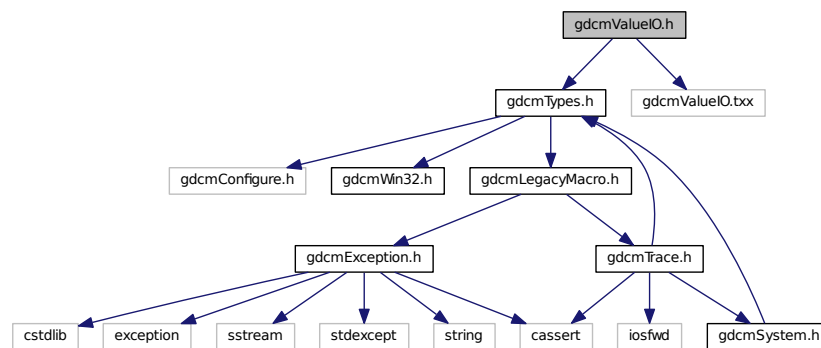 gdcmValueIO.h
gdcmTypes.h
gdcmValueIO.txx
gdcmConfigure.h
gdcmWin32.h
gdcmLegacyMacro.h
gdcmException.h
gdcmTrace.h
cstdlib
exception
sstream
stdexcept
string
cassert
iosfwd
gdcmSystem.h